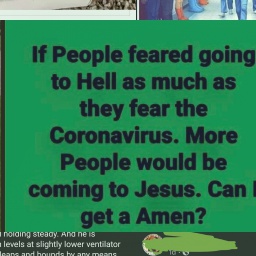 If People feared going
to Hell as much as
they fear the
Coronavirus. More
People would be
coming to Jesus. Can
get a Amen?
holding steady. And he is
levels at slightly lower ventilator
leaps and bounds by any means